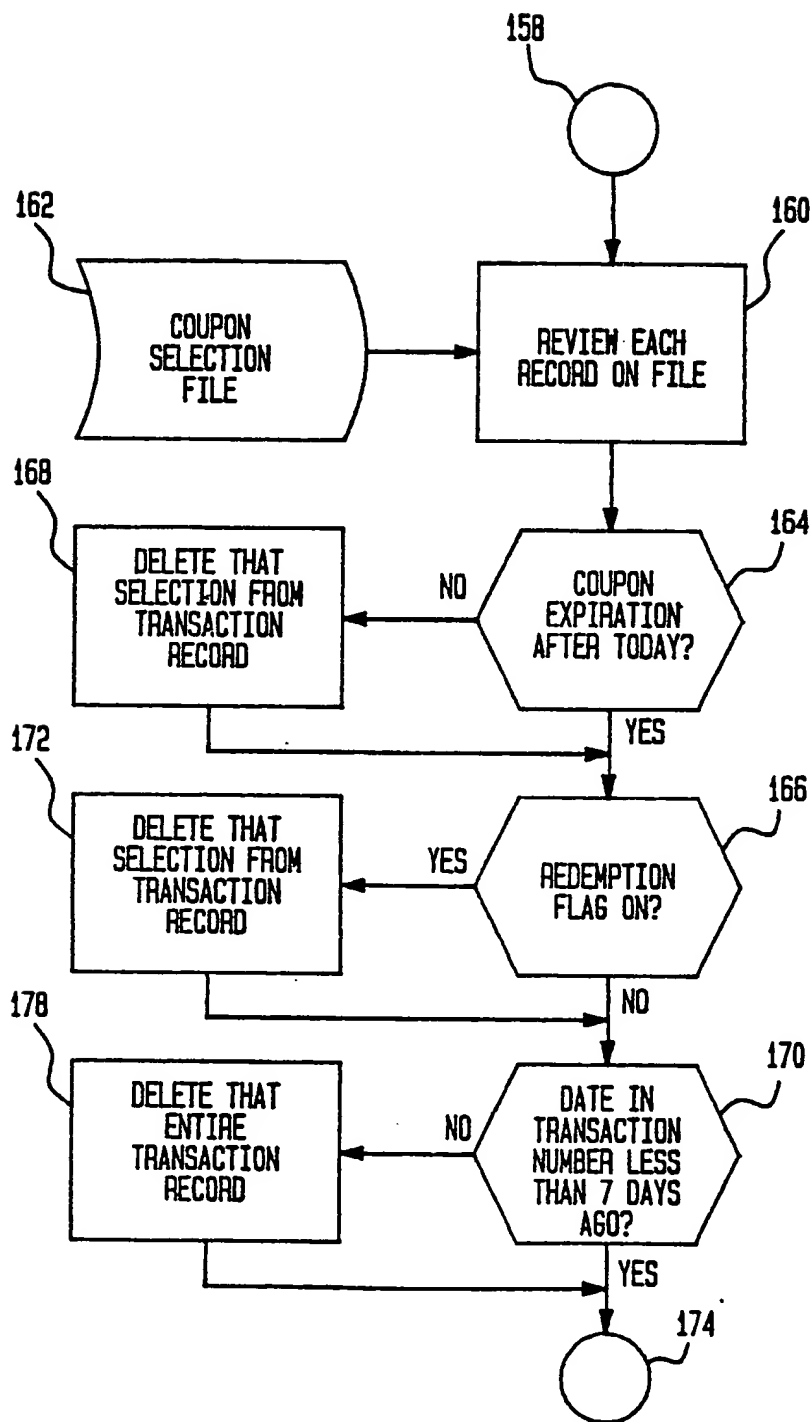 158
162
160
COUPON
SELECTION
FILE
REVIEW EACH
RECORD ON FILE
168
164
DELETE THAT
SELECTION FROM
TRANSACTION
RECORD
NO
COUPON
EXPIRATION
AFTER TODAY?
YES
172
166
DELETE THAT
SELECTION FROM
TRANSACTION
RECORD
YES
REDEMPTION
FLAG ON?
NO
178
170
DELETE THAT
ENTIRE
TRANSACTION
RECORD
NO
DATE IN
TRANSACTION
NUMBER LESS
THAN 7 DAYS
AGO?
YES
174